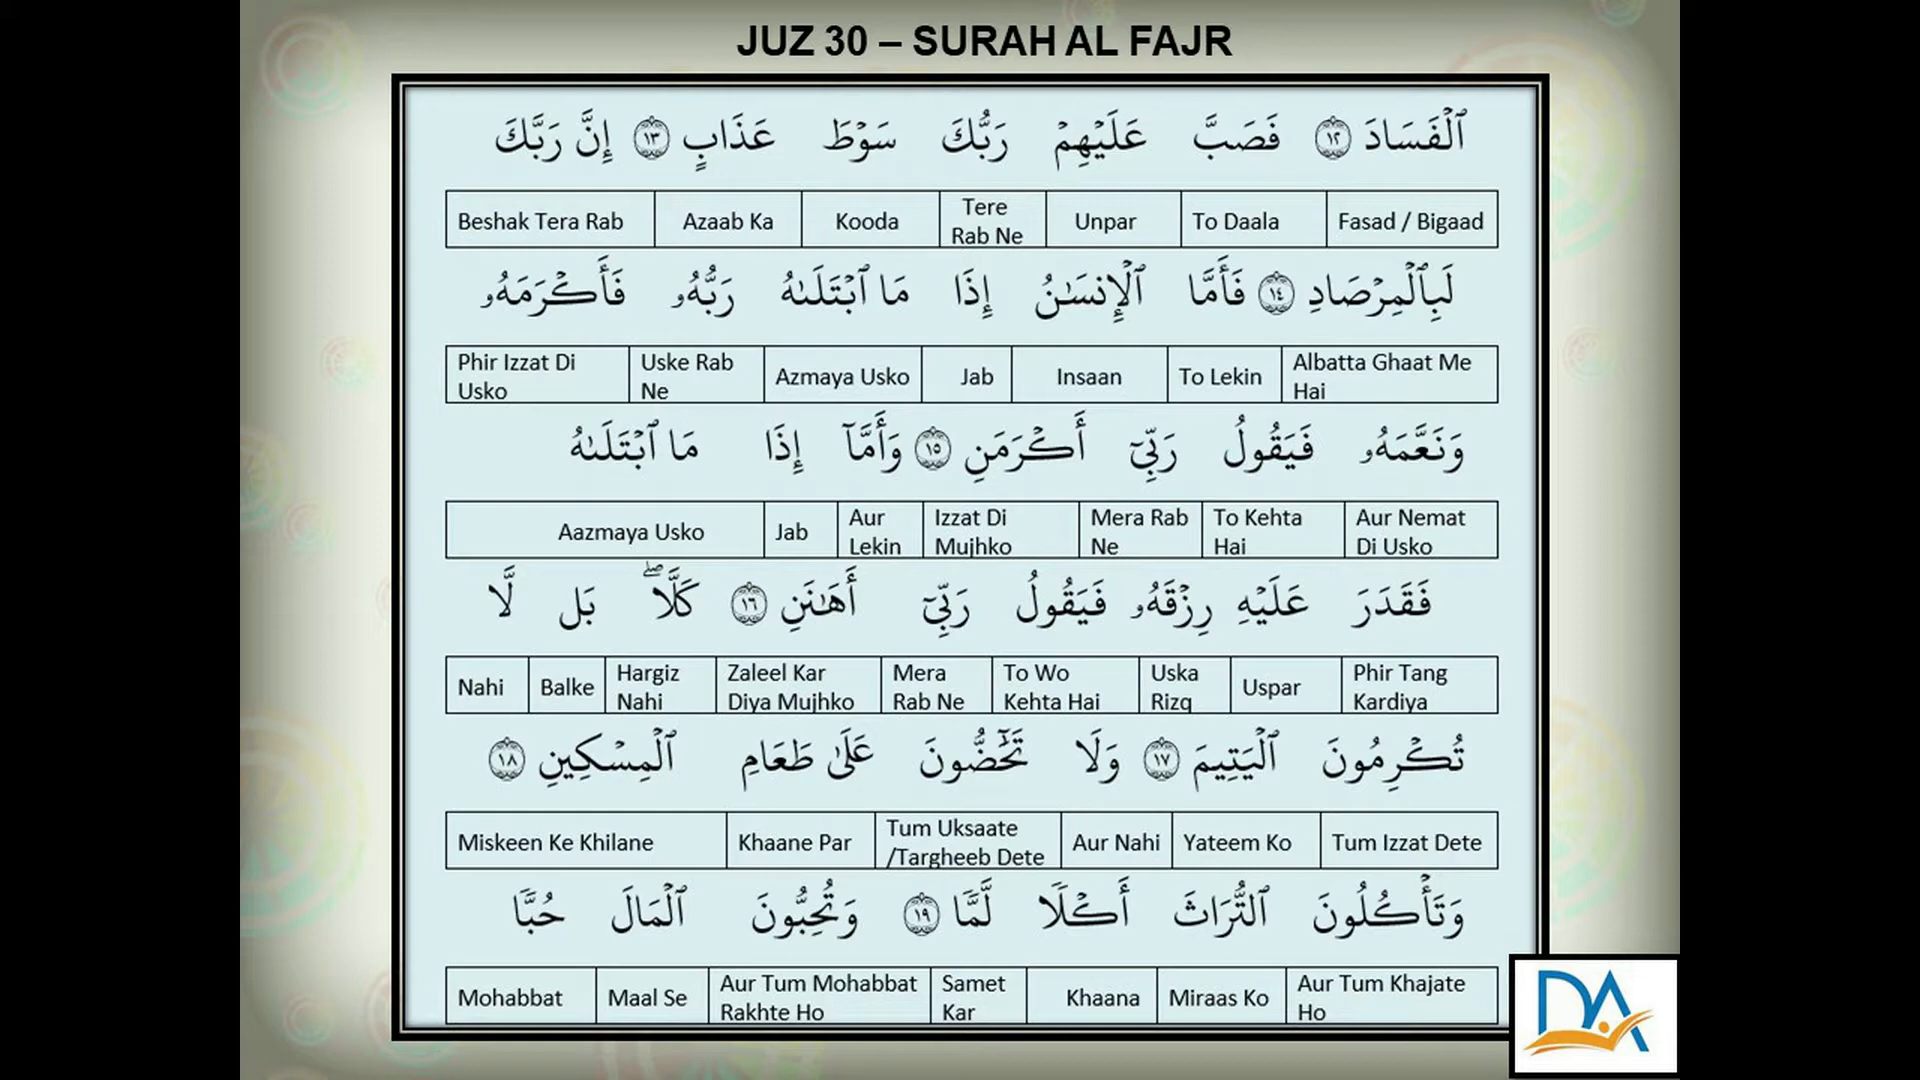 JUZ 30 – SURAH AL FAJR
ٱلْفَسَادَ ١٢ فَصَبَّ عَلَيْهِمْ رَبُّكَ سَوْطَ عَذَابٍ ١٣ إِنَّ رَبَّكَ
Beshak Tera Rab Azaab Ka Kooda Tere Rab Ne Unpar To Daala Fasad / Bigaad
لَبِٱلْمِرْصَادِ ١٤ فَأَمَّا ٱلْإِنسَـٰنُ إِذَا مَا ٱبْتَلَىٰهُ رَبُّهُۥ فَأَكْرَمَهُۥ
Phir Izzat Di Usko Uske Rab Ne Azmaya Usko Jab Insaan To Lekin Albatta Ghaat Me Hai
وَنَعَّمَهُۥ فَيَقُولُ رَبِّىٓ أَكْرَمَنِ ١٥ وَأَمَّآ إِذَا مَا ٱبْتَلَىٰهُ
Aazmaya Usko Jab Aur Lekin Izzat Di Mujhko Mera Rab Ne To Kehta Hai Aur Nemat Di Usko
فَقَدَرَ عَلَيْهِ رِزْقَهُۥ فَيَقُولُ رَبِّىٓ أَهَـٰنَنِ ١٦ كَلَّا ۖ بَل لَّا
Nahi Balke Hargiz Nahi Zaleel Kar Diya Mujhko Mera Rab Ne To Wo Kehta Hai Uska Rizq Uspar Phir Tang Kardiya
تُكْرِمُونَ ٱلْيَتِيمَ ١٧ وَلَا تَحَـٰٓضُّونَ عَلَىٰ طَعَامِ ٱلْمِسْكِينِ ١٨
Miskeen Ke Khilane Khaane Par Tum Uksaate /Targheeb Dete Aur Nahi Yateem Ko Tum Izzat Dete
وَتَأْكُلُونَ ٱلتُّرَاثَ أَكْلًا لَّمًّا ١٩ وَتُحِبُّونَ ٱلْمَالَ حُبًّا
Mohabbat Maal Se Aur Tum Mohabbat Rakhte Ho Samet Kar Khaana Miraas Ko Aur Tum Khajate Ho
DA